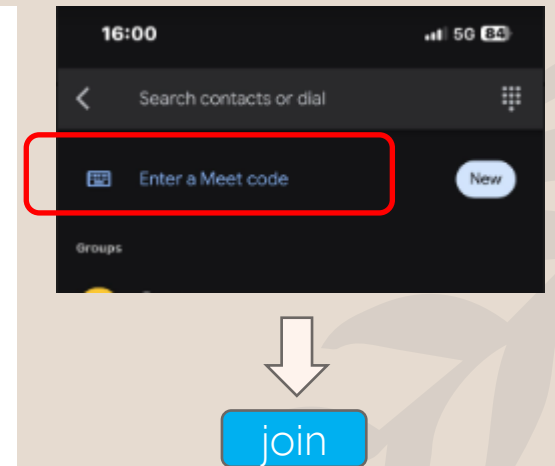 16:00 5G 84
Search contacts or dial
Enter a Meet code New
Groups
join